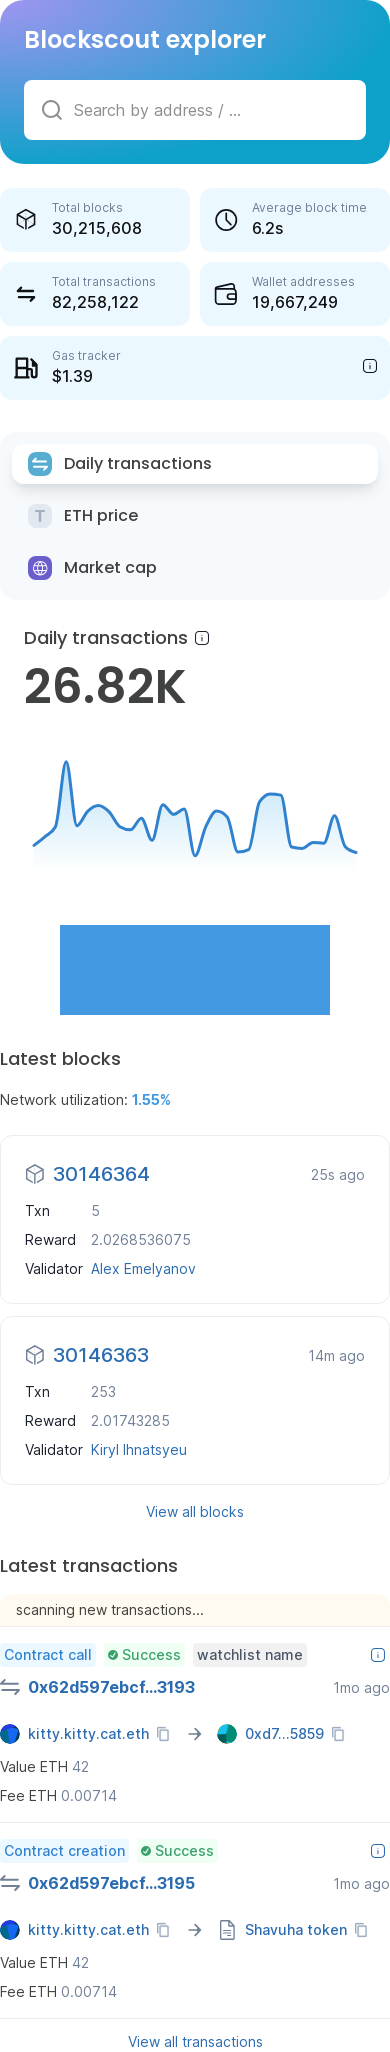 Blockscout explorer
Search by address / ...
Total blocks
30,215,608
Average block time
6.2s
Total transactions
82,258,122
Wallet addresses
19,667,249
Gas tracker
$1.39
Daily transactions
T ETH price
Market cap
Daily transactions
26.82K
Latest blocks
Network utilization: 1.55%
30146364 25s ago
Txn 5
Reward 2.0268536075
Validator Alex Emelyanov
30146363 14m ago
Txn 253
Reward 2.01743285
Validator Kiryl Ihnatsyeu
View all blocks
Latest transactions
scanning new transactions...
Contract call Success watchlist name
0x62d597ebcf...3193 1mo ago
kitty.kitty.cat.eth 0xd7...5859
Value ETH 42
Fee ETH 0.00714
Contract creation Success
0x62d597ebcf...3195 1mo ago
kitty.kitty.cat.eth Shavuha token
Value ETH 42
Fee ETH 0.00714
View all transactions